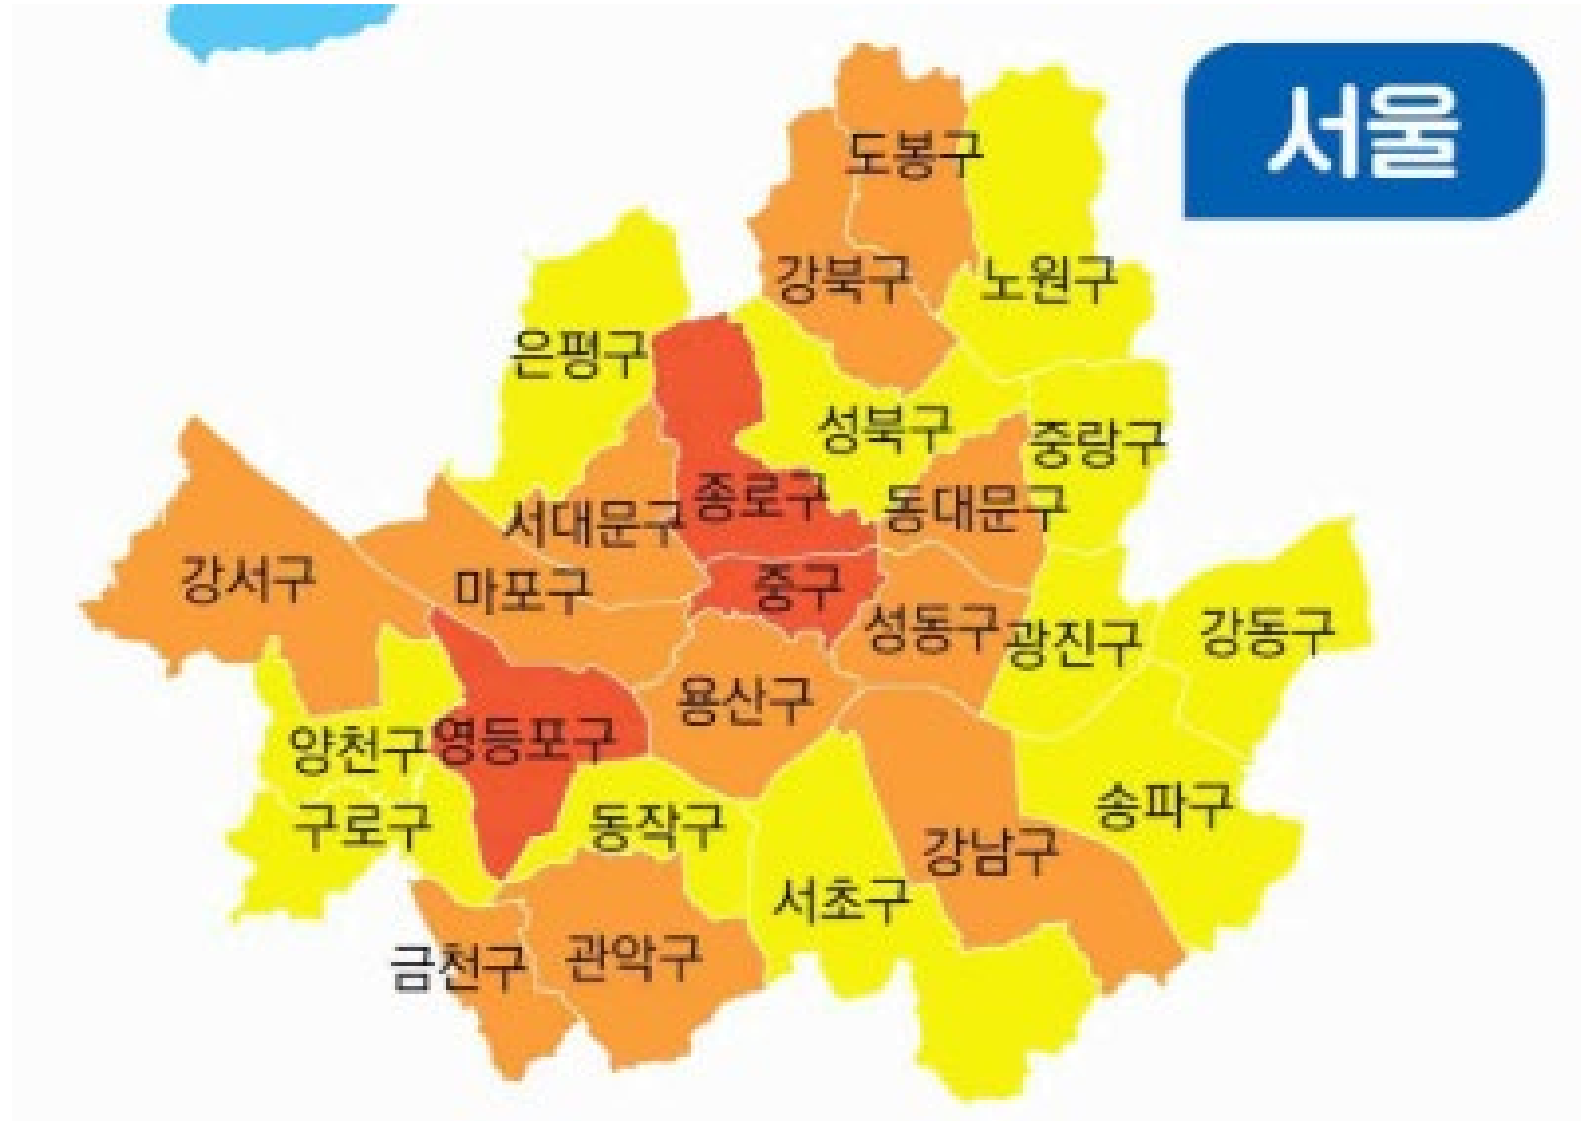 서울
도봉구
강북구
노원구
은평구
성북구
중랑구
종로구
동대문구
서대문구
강서구
마포구
중구
성동구
광진구
강동구
용산구
양천구
영등포구
구로구
동작구
송파구
강남구
서초구
금천구
관악구